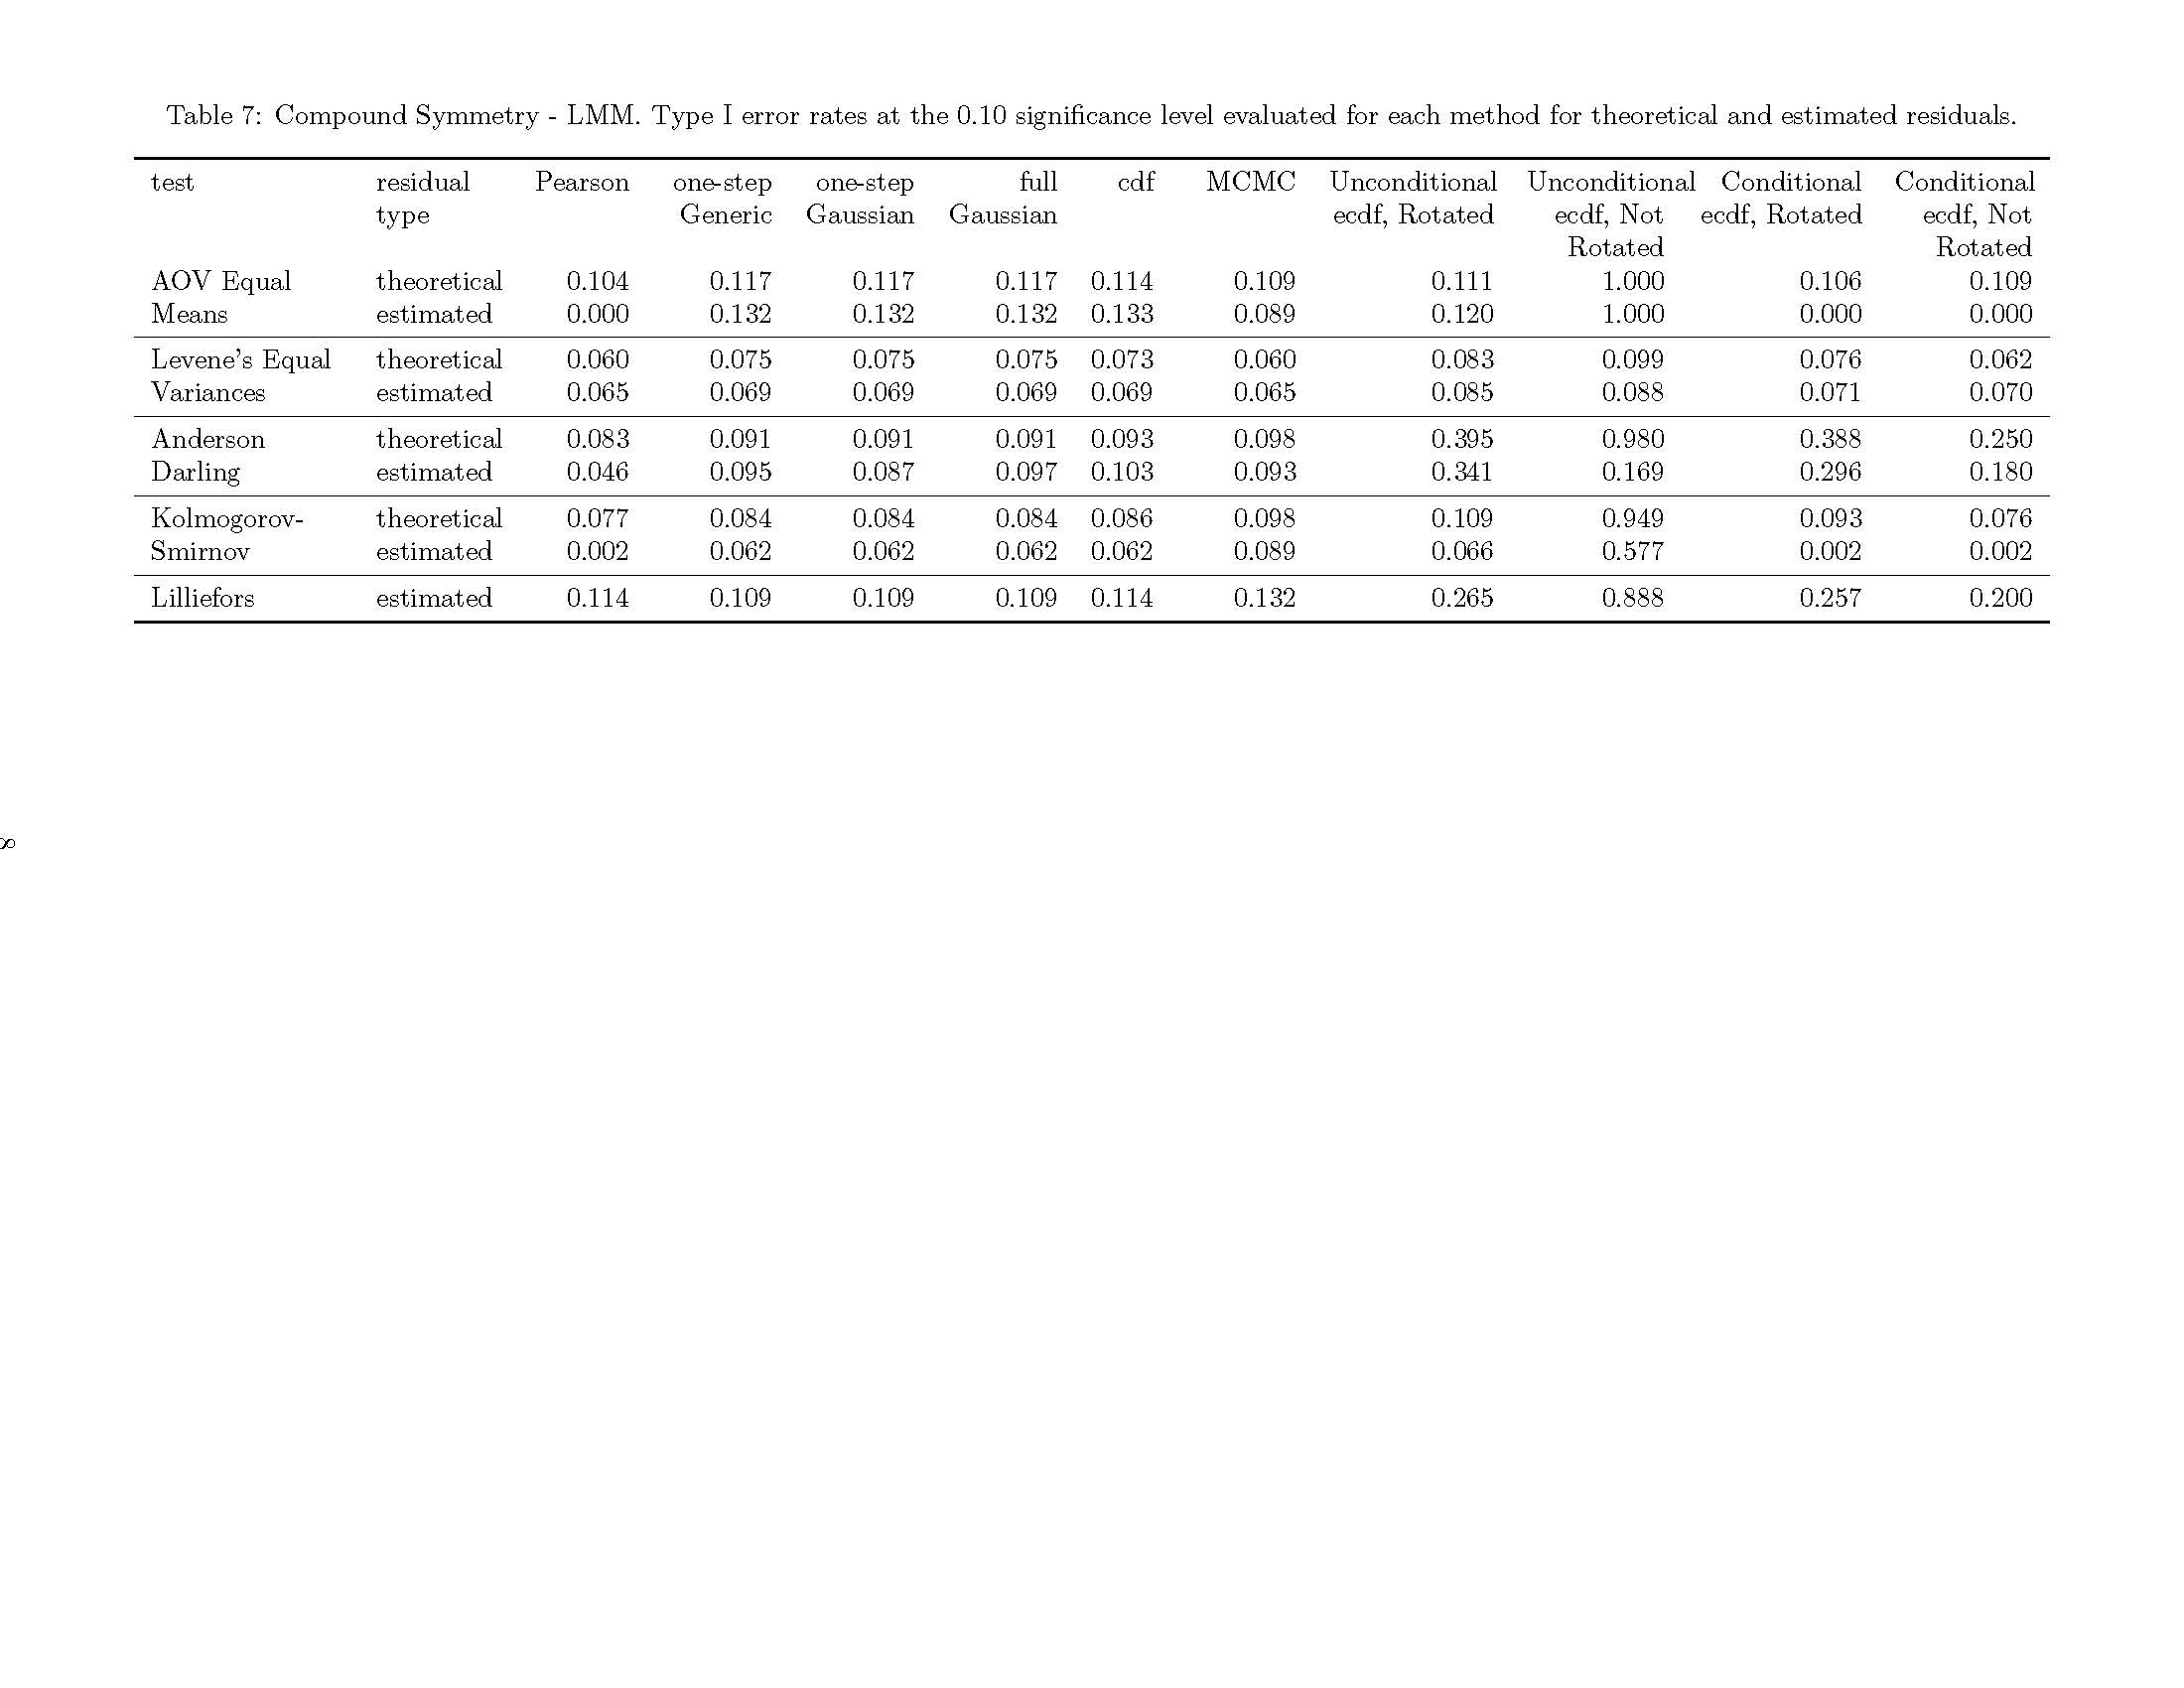 Table 7: Compound Symmetry - LMM. Type I error rates at the 0.10 significance level evaluated for each method for theoretical and estimated residuals.
test residual Pearson one-step one-step full cdf MCMC Unconditional Unconditional Conditional Conditional
type Generic Gaussian Gaussian ecdf, Rotated ecdf, Not ecdf, Rotated ecdf, Not
Rotated Rotated
AOV Equal theoretical 0.104 0.117 0.117 0.117 0.114 0.109 0.111 1.000 0.106 0.109
Means estimated 0.000 0.132 0.132 0.132 0.133 0.089 0.120 1.000 0.000 0.000
Levene's Equal theoretical 0.060 0.075 0.075 0.075 0.073 0.060 0.083 0.099 0.076 0.062
Variances estimated 0.065 0.069 0.069 0.069 0.069 0.065 0.085 0.088 0.071 0.070
Anderson theoretical 0.083 0.091 0.091 0.091 0.093 0.098 0.395 0.980 0.388 0.250
Darling estimated 0.046 0.095 0.087 0.097 0.103 0.093 0.341 0.169 0.296 0.180
Kolmogorov- theoretical 0.077 0.084 0.084 0.084 0.086 0.098 0.109 0.949 0.093 0.076
Smirnov estimated 0.002 0.062 0.062 0.062 0.062 0.089 0.066 0.577 0.002 0.002
Lilliefors estimated 0.114 0.109 0.109 0.109 0.114 0.132 0.265 0.888 0.257 0.200
8